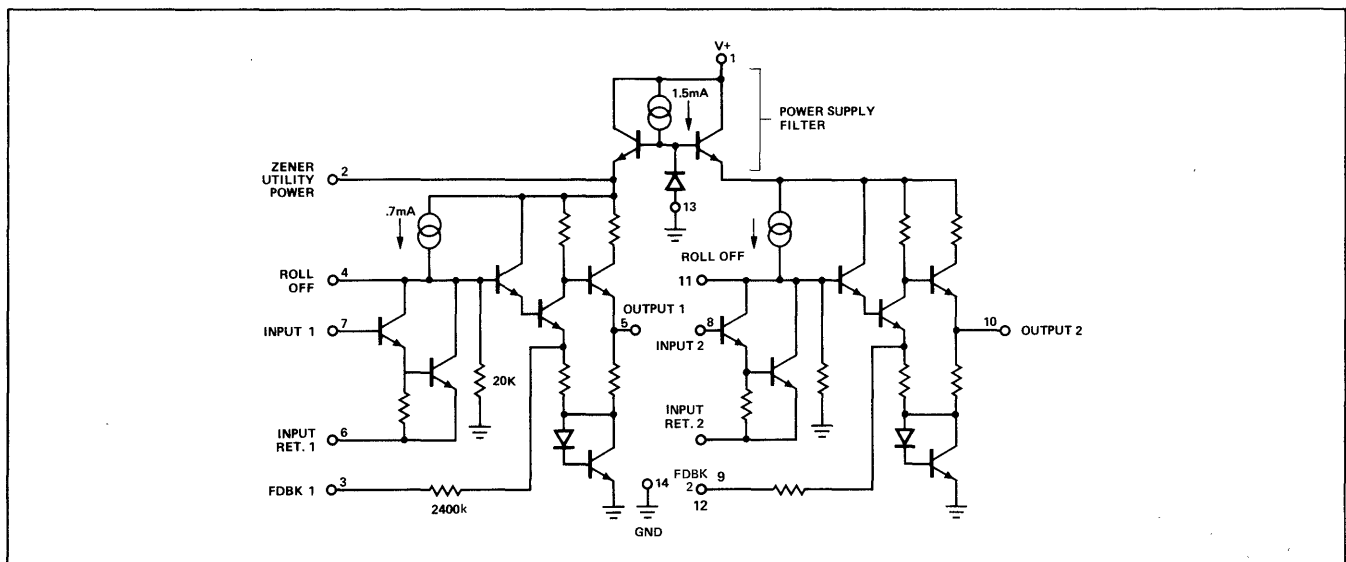 V+
1
1.5mA
POWER SUPPLY
FILTER
ZENER
UTILITY
POWER
2
13
.7mA
ROLL
OFF
4
ROLL OFF
11
INPUT 1
7
OUTPUT 1
5
INPUT 2
8
10
OUTPUT 2
20K
INPUT
RET. 1
6
INPUT
RET. 2
FDBK 1
3
2400k
14
GND
FDBK
2
9
12